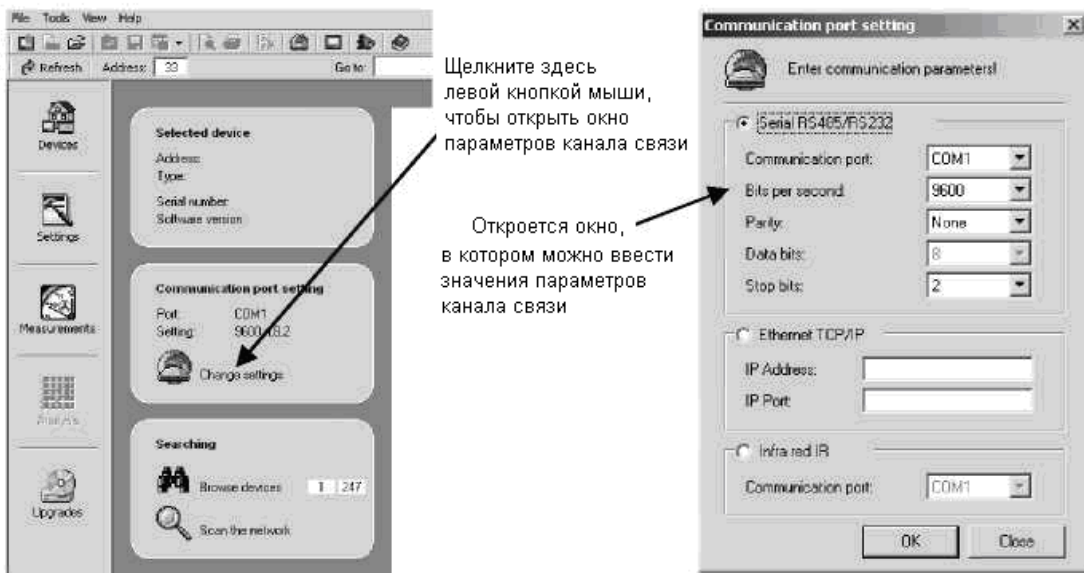 File Tools View Help
Refresh Address: 33 Go to:
Devices
Settings
Measurements
Analysis
Upgrades
Selected device
Address:
Type:
Serial number:
Software version:
Communication port setting
Port: COM1
Setting:
Change settings
Searching
Browse devices 1 247
Scan the network
Щелкните здесь
левой кнопкой мыши,
чтобы открыть окно
параметров канала связи
Откроется окно,
в котором можно ввести
значения параметров
канала связи
Communication port setting
Enter communication parameters!
Serial RS485/RS232
Communication port: COM1
Bits per second: 9600
Parity: None
Data bits: 8
Stop bits: 2
Ethernet TCP/IP
IP Address:
IP Port:
Infra red IR
Communication port: COM1
OK Close